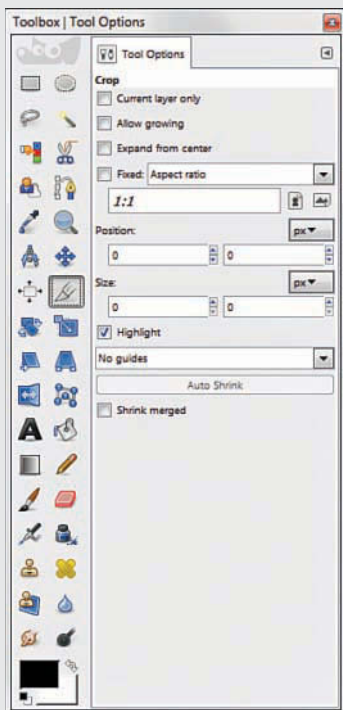 Toolbox | Tool Options
Tool Options
Crop
Current layer only
Allow growing
Expand from center
Fixed: Aspect ratio
1:1
Position: px
0 0
Size: px
0 0
Highlight
No guides
Auto Shrink
Shrink merged